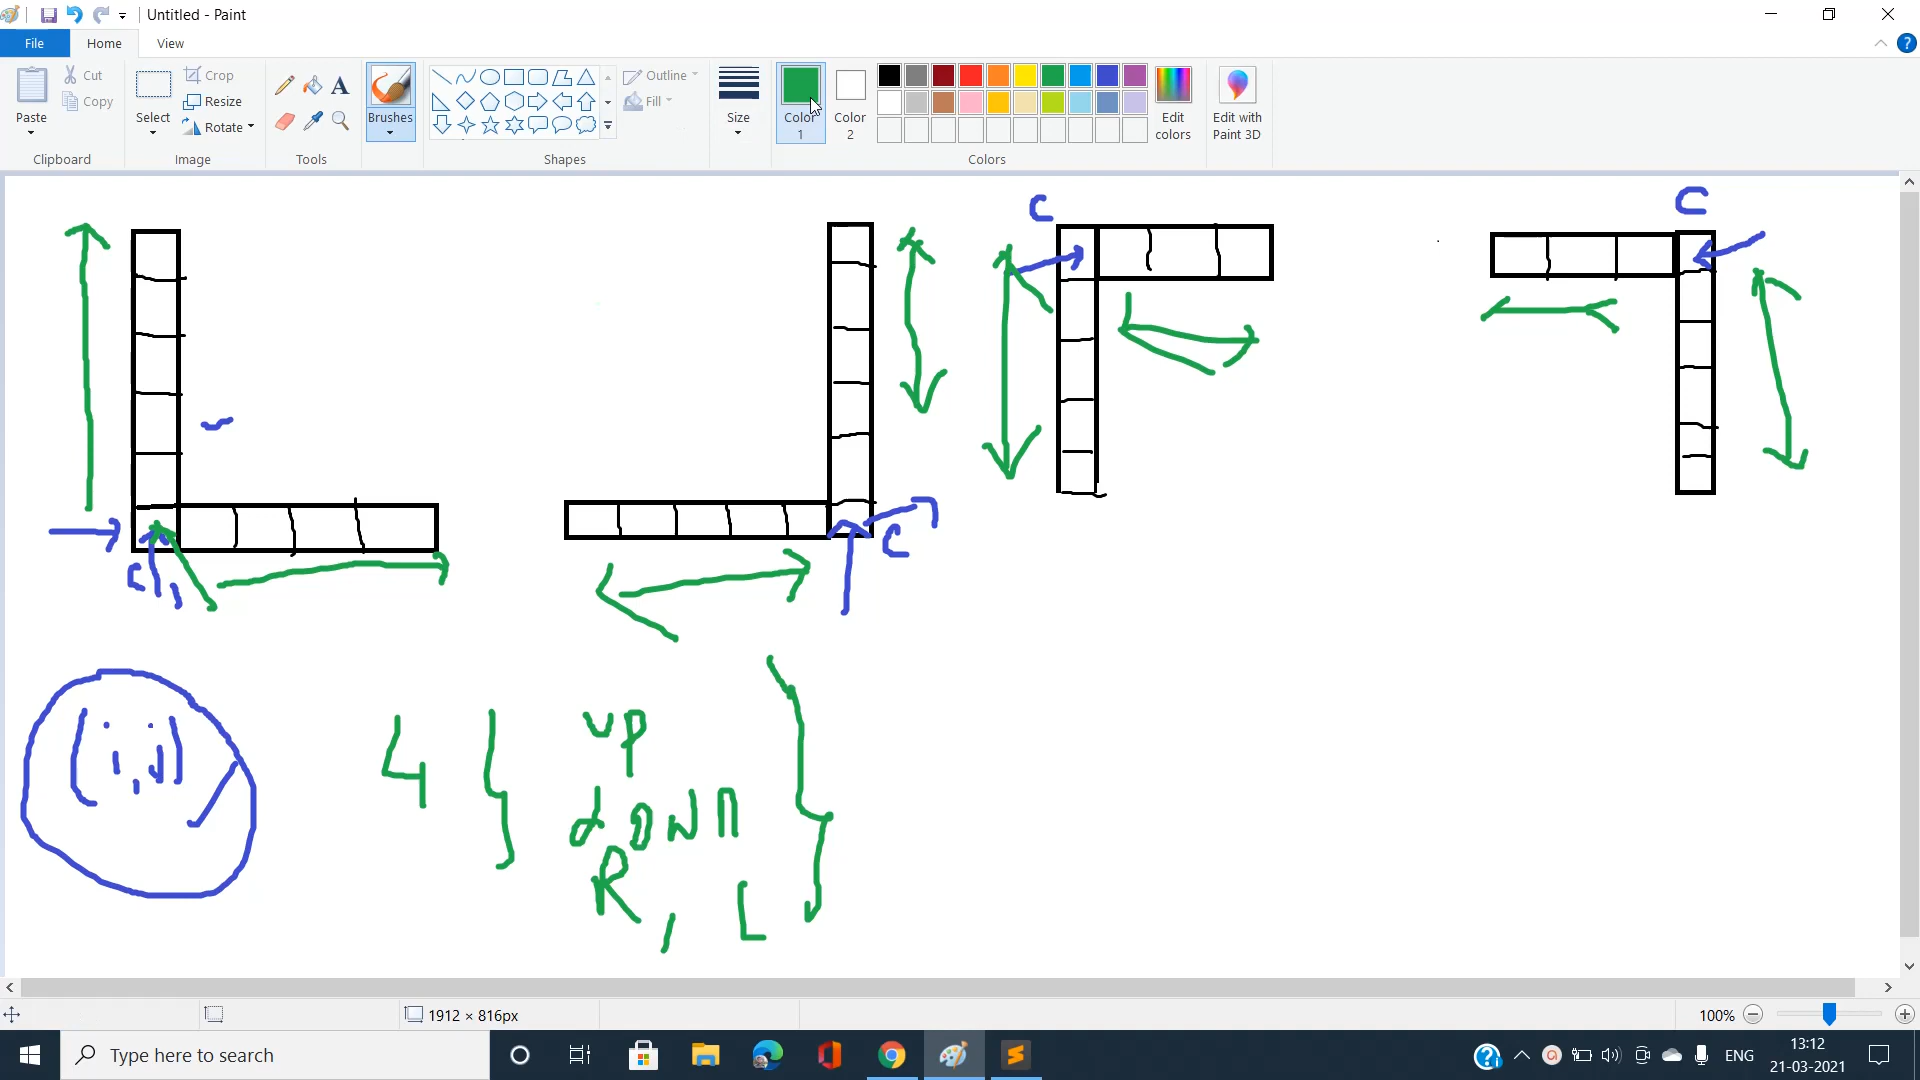 Untitled - Paint
File
Home
View
Paste
Cut
Copy
Clipboard
Select
Crop
Resize
Rotate
Image
Tools
Brushes
Shapes
Outline
Fill
Size
Color
1
Color
2
Edit
colors
Colors
Edit with
Paint 3D
C
C
C
C
(i,j)
4
up
down
R, L
1912 × 816px
100%
Type here to search
ENG
13:12
21-03-2021